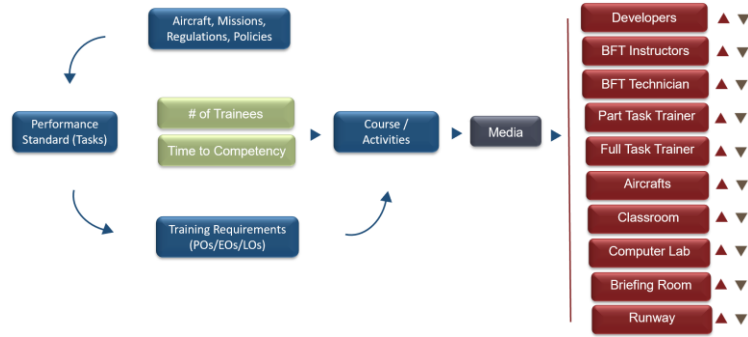 Aircraft, Missions,
Regulations, Policies
Performance
Standard (Tasks)
# of Trainees
Time to Competency
Training Requirements
(POs/EOs/LOs)
Course /
Activities
Media
Developers
BFT Instructors
BFT Technician
Part Task Trainer
Full Task Trainer
Aircrafts
Classroom
Computer Lab
Briefing Room
Runway